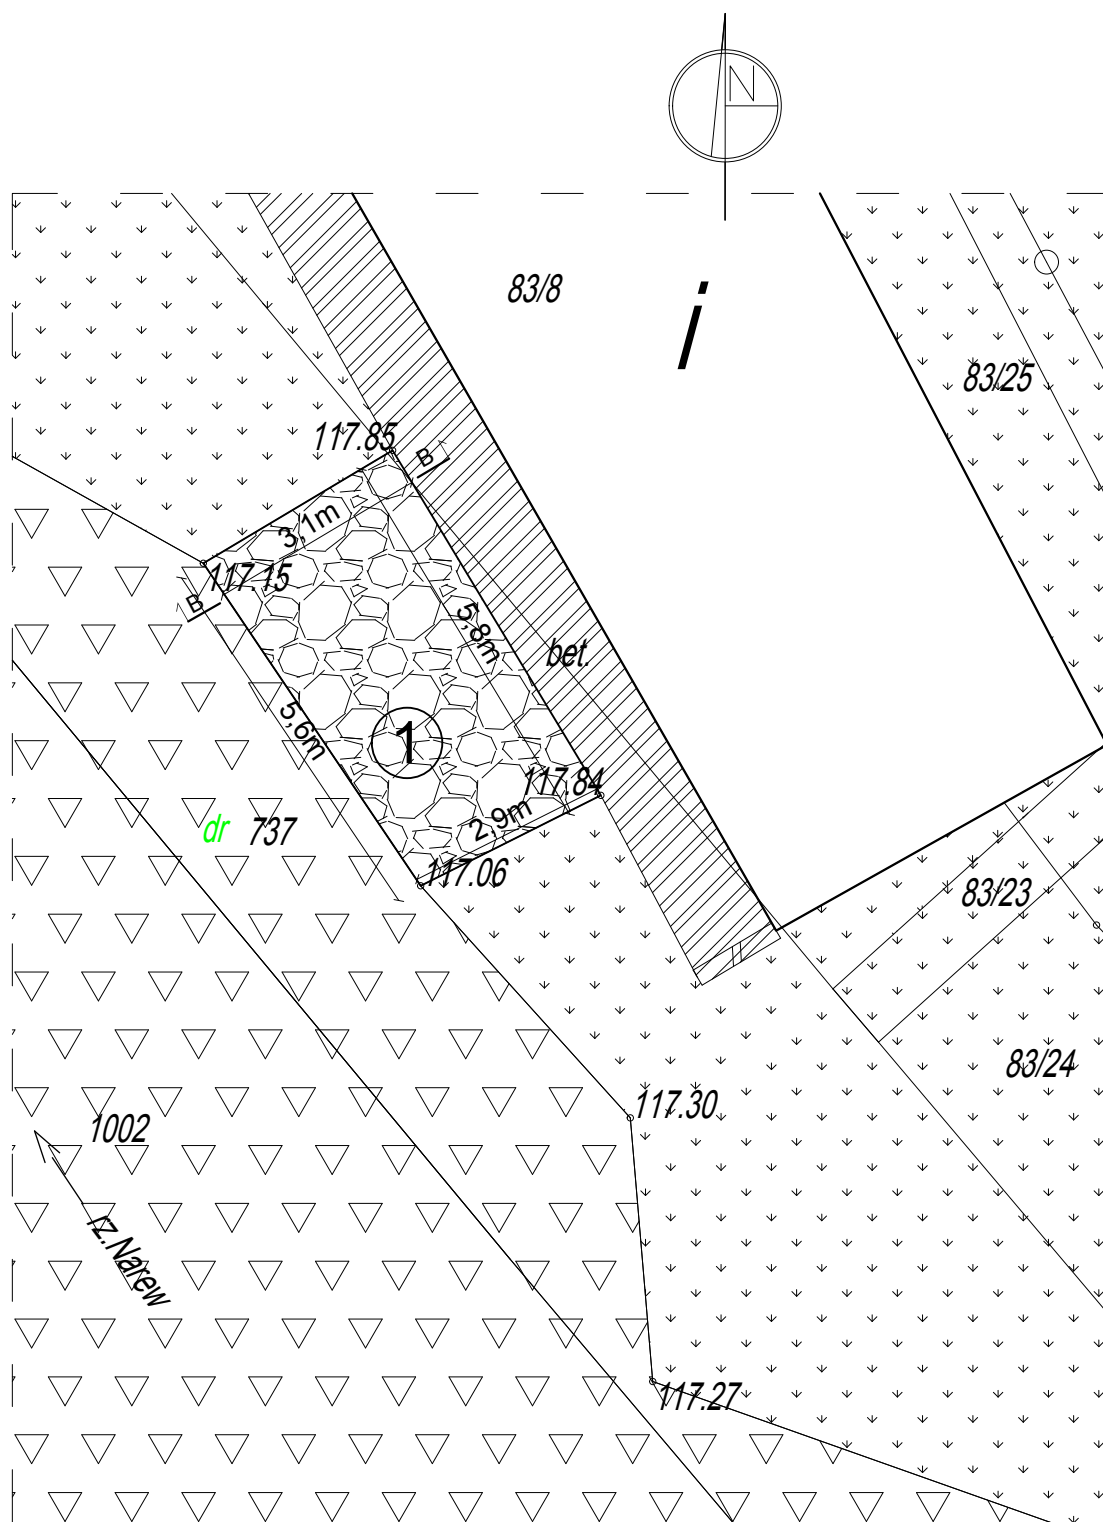 N
83/8
i
83/25
117.85
B
3,1m
117.15
B
5,8m
bet.
5,6m
1
117.84
2,9m
dr 737
117.06
83/23
83/24
117.30
1002
rz.Narew
117.27